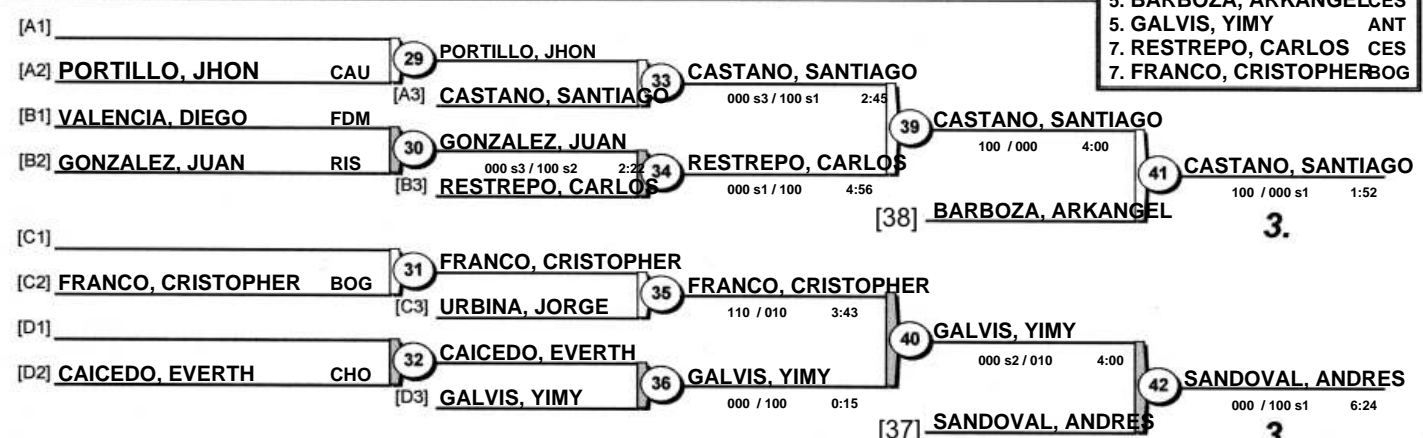 5. BARBOZA, ARKANGEL CES
5. GALVIS, YIMY ANT
7. RESTREPO, CARLOS CES
7. FRANCO, CRISTOPHER BOG
[A1]
[A2] PORTILLO, JHON CAU
29
PORTILLO, JHON
[A3] CASTANO, SANTIAGO
33
CASTANO, SANTIAGO
000 s3 / 100 s1 2:45
[B1] VALENCIA, DIEGO FDM
[B2] GONZALEZ, JUAN RIS
30
GONZALEZ, JUAN
000 s3 / 100 s2 2:22
[B3] RESTREPO, CARLOS
34
RESTREPO, CARLOS
000 s1 / 100 4:56
39
CASTANO, SANTIAGO
100 / 000 4:00
[38] BARBOZA, ARKANGEL
41
CASTANO, SANTIAGO
100 / 000 s1 1:52
3.
[C1]
[C2] FRANCO, CRISTOPHER BOG
31
FRANCO, CRISTOPHER
[C3] URBINA, JORGE
35
FRANCO, CRISTOPHER
110 / 010 3:43
[D1]
[D2] CAICEDO, EVERTH CHO
32
CAICEDO, EVERTH
[D3] GALVIS, YIMY
36
GALVIS, YIMY
000 / 100 0:15
40
GALVIS, YIMY
000 s2 / 010 4:00
[37] SANDOVAL, ANDRES
42
SANDOVAL, ANDRES
000 / 100 s1 6:24
3